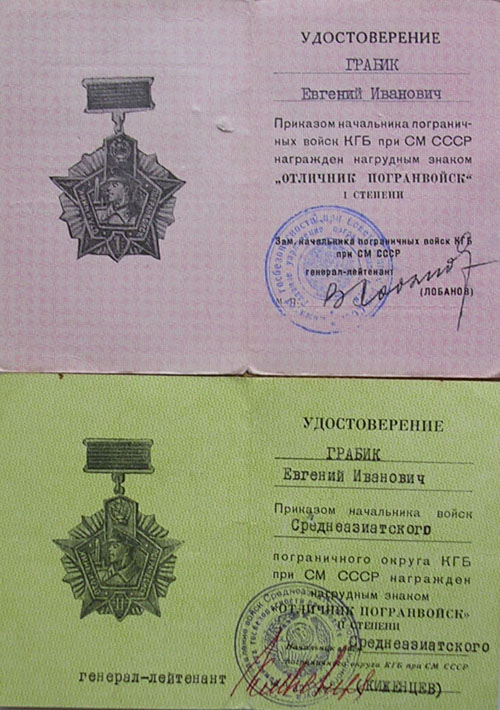 УДОСТОВЕРЕНИЕ
ГРАБИК
Евгений Иванович
Приказом начальника погранич-
ных войск КГБ при СМ СССР
награжден нагрудным знаком
„ОТЛИЧНИК ПОГРАНВОЙСК“
I СТЕПЕНИ
Зам. начальника пограничных войск КГБ
при СМ СССР
генерал-лейтенант
(ЛОБАНОВ)
УДОСТОВЕРЕНИЕ
ГРАБИК
Евгений Иванович
Приказом начальника войск
Среднеазиатского
пограничного округа КГБ
при СМ СССР награжден
нагрудным знаком
„ОТЛИЧНИК ПОГРАНВОЙСК“
II СТЕПЕНИ
Начальник войск Среднеазиатского
пограничного округа КГБ при СМ СССР
генерал-лейтенант
(КИЖЕНЦЕВ)